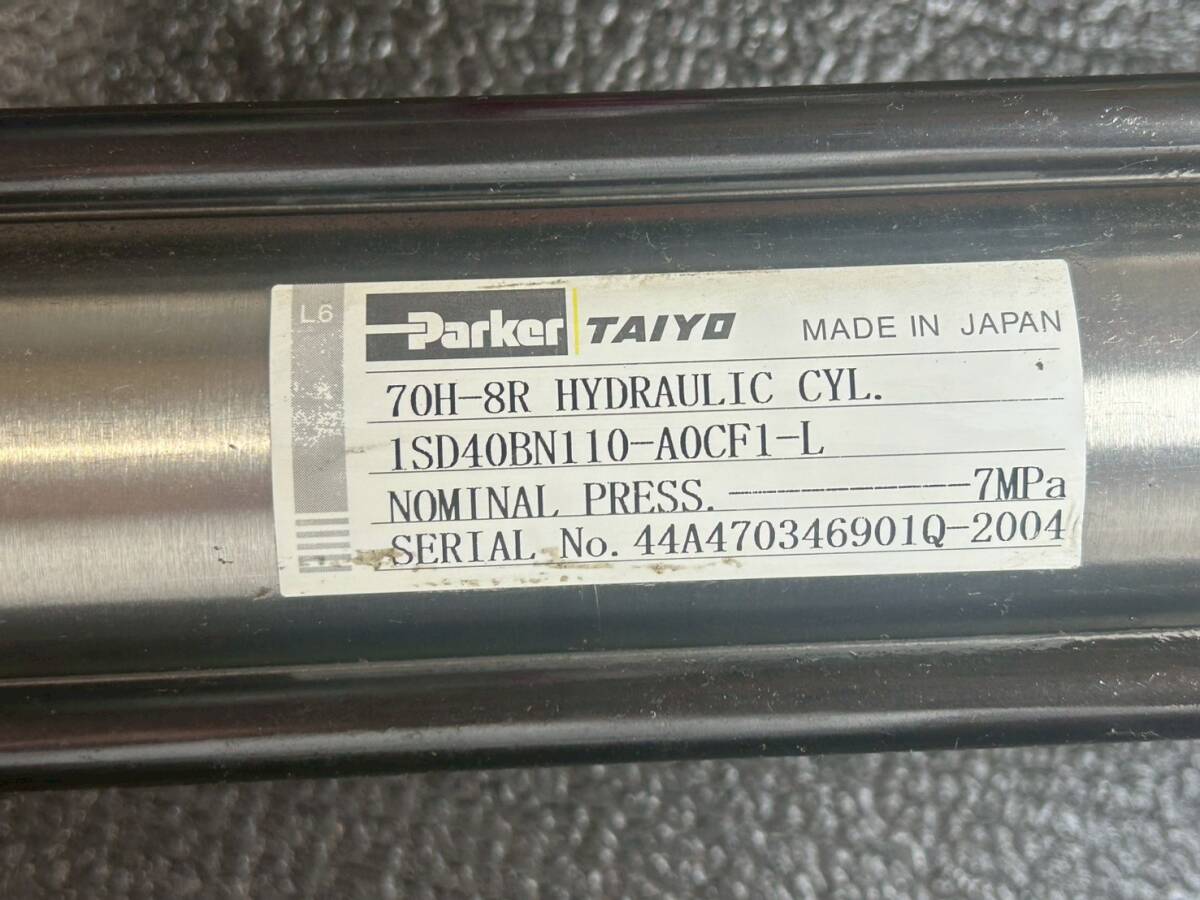 L6
Parker TAIYO MADE IN JAPAN
70H-8R HYDRAULIC CYL.
1SD40BN110-A0CF1-L
NOMINAL PRESS. 7MPa
SERIAL No. 44A470346901Q-2004